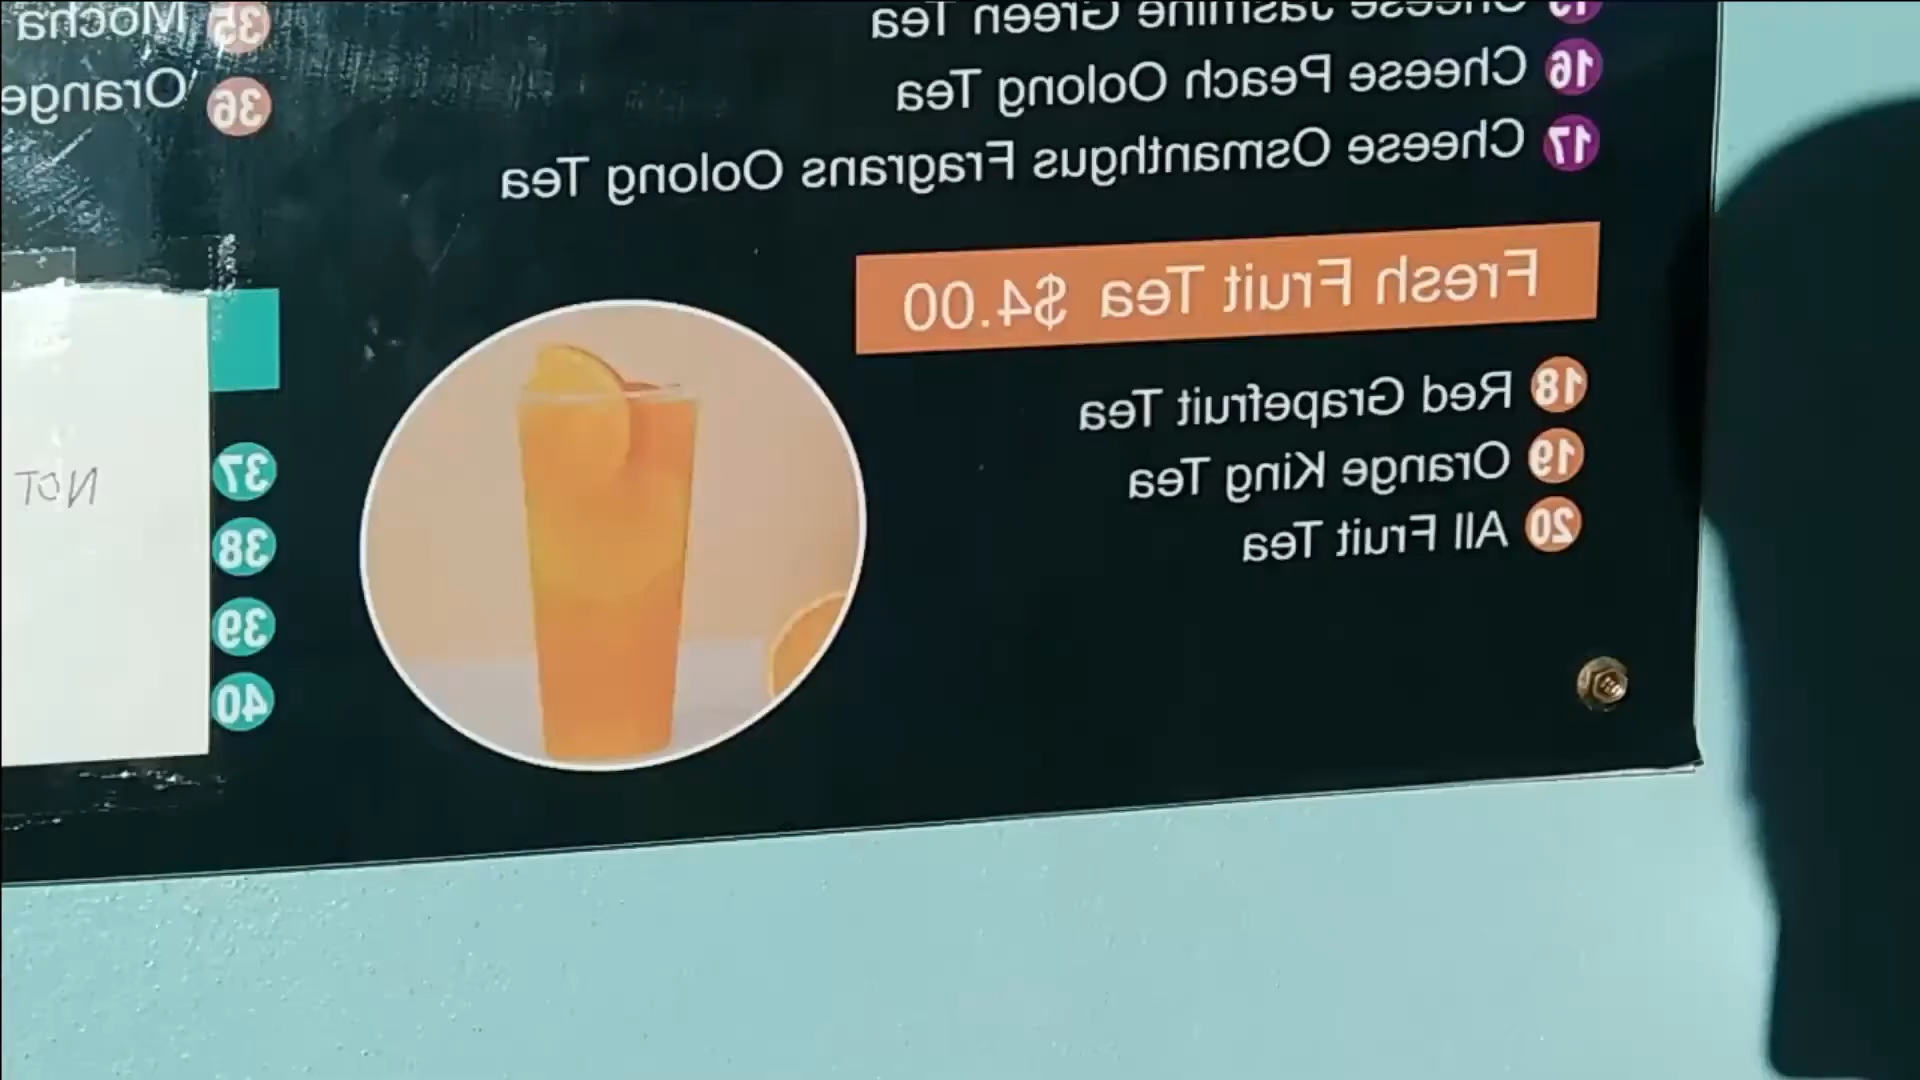 15 Cheese Jasmine Green Tea
16 Cheese Peach Oolong Tea
17 Cheese Osmanthgus Fragrans Oolong Tea
Fresh Fruit Tea $4.00
18 Red Grapefruit Tea
19 Orange King Tea
20 All Fruit Tea
35 Mocha
36 Orange
37
38
39
40
NOT